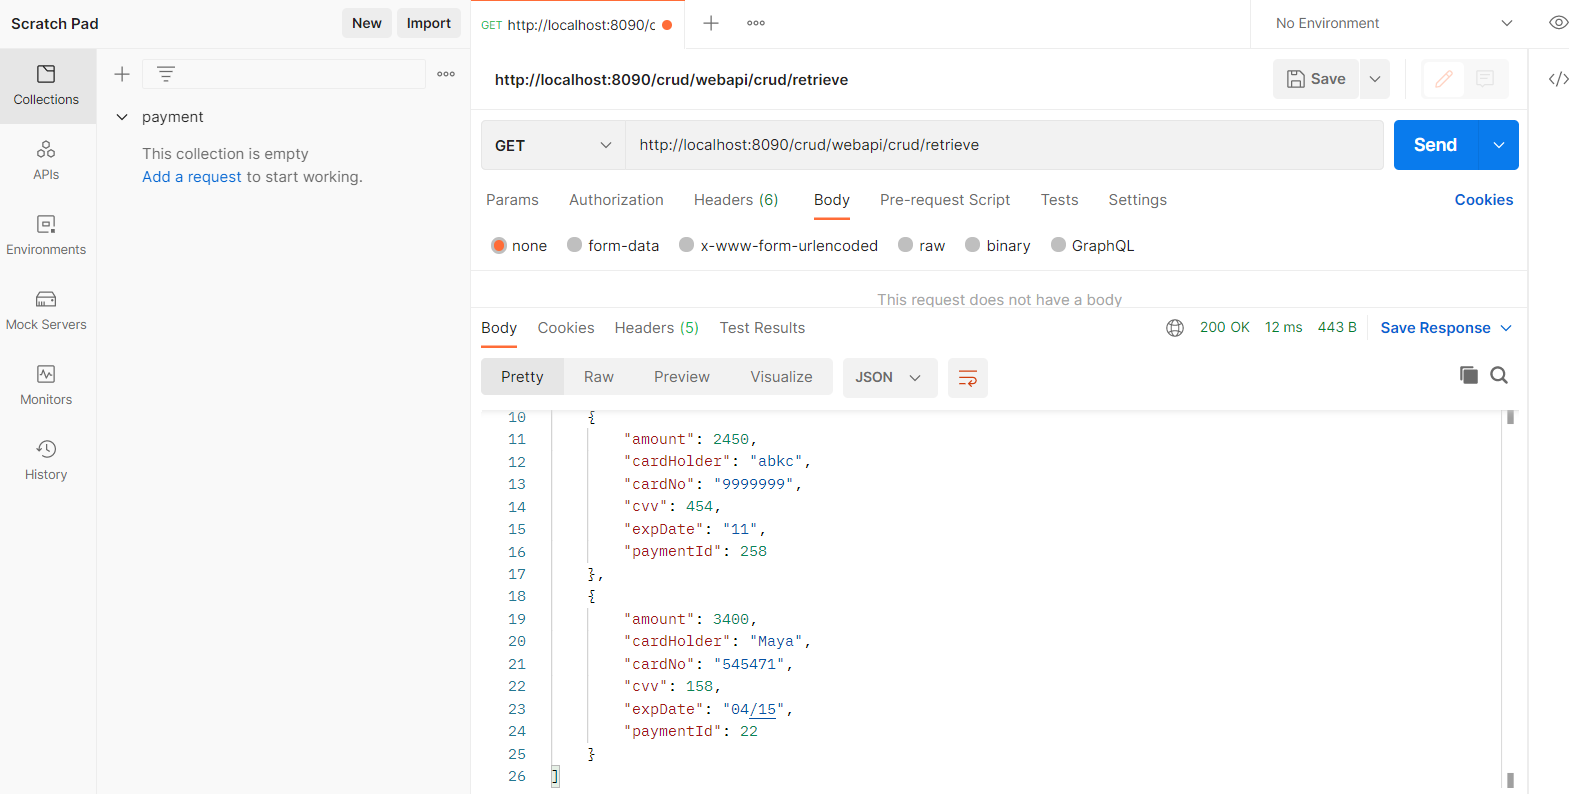 Scratch Pad
New
Import
GET http://localhost:8090/c
No Environment
Collections
APIs
Environments
Mock Servers
Monitors
History
payment
This collection is empty
Add a request to start working.
http://localhost:8090/crud/webapi/crud/retrieve
Save
GET
http://localhost:8090/crud/webapi/crud/retrieve
Send
Params Authorization Headers (6) Body Pre-request Script Tests Settings Cookies
none form-data x-www-form-urlencoded raw binary GraphQL
This request does not have a body
Body Cookies Headers (5) Test Results 200 OK 12 ms 443 B Save Response
Pretty Raw Preview Visualize JSON
10 {
11 "amount": 2450,
12 "cardHolder": "abkc",
13 "cardNo": "9999999",
14 "cvv": 454,
15 "expDate": "11",
16 "paymentId": 258
17 },
18 {
19 "amount": 3400,
20 "cardHolder": "Maya",
21 "cardNo": "545471",
22 "cvv": 158,
23 "expDate": "04/15",
24 "paymentId": 22
25 }
26 ]